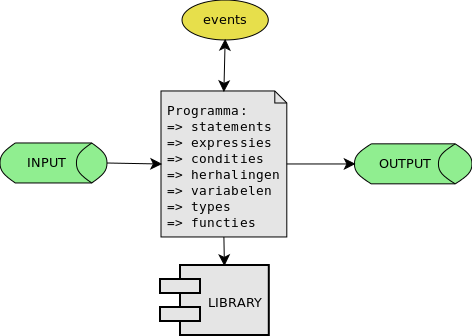 events
Programma:
=> statements
=> expressies
=> condities
=> herhalingen
=> variabelen
=> types
=> functies
INPUT
OUTPUT
LIBRARY